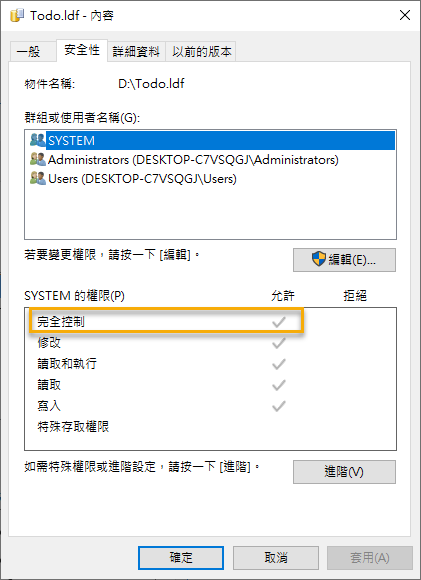 Todo.ldf - 內容
一般 安全性 詳細資料 以前的版本
物件名稱: D:\Todo.ldf
群組或使用者名稱(G):
SYSTEM
Administrators (DESKTOP-C7VSQGJ\Administrators)
Users (DESKTOP-C7VSQGJ\Users)
若要變更權限，請按一下 [編輯]。 編輯(E)...
SYSTEM 的權限(P) 允許 拒絕
完全控制
修改
讀取和執行
讀取
寫入
特殊存取權限
如需特殊權限或進階設定，請按一下 [進階]。 進階(V)
確定 取消 套用(A)